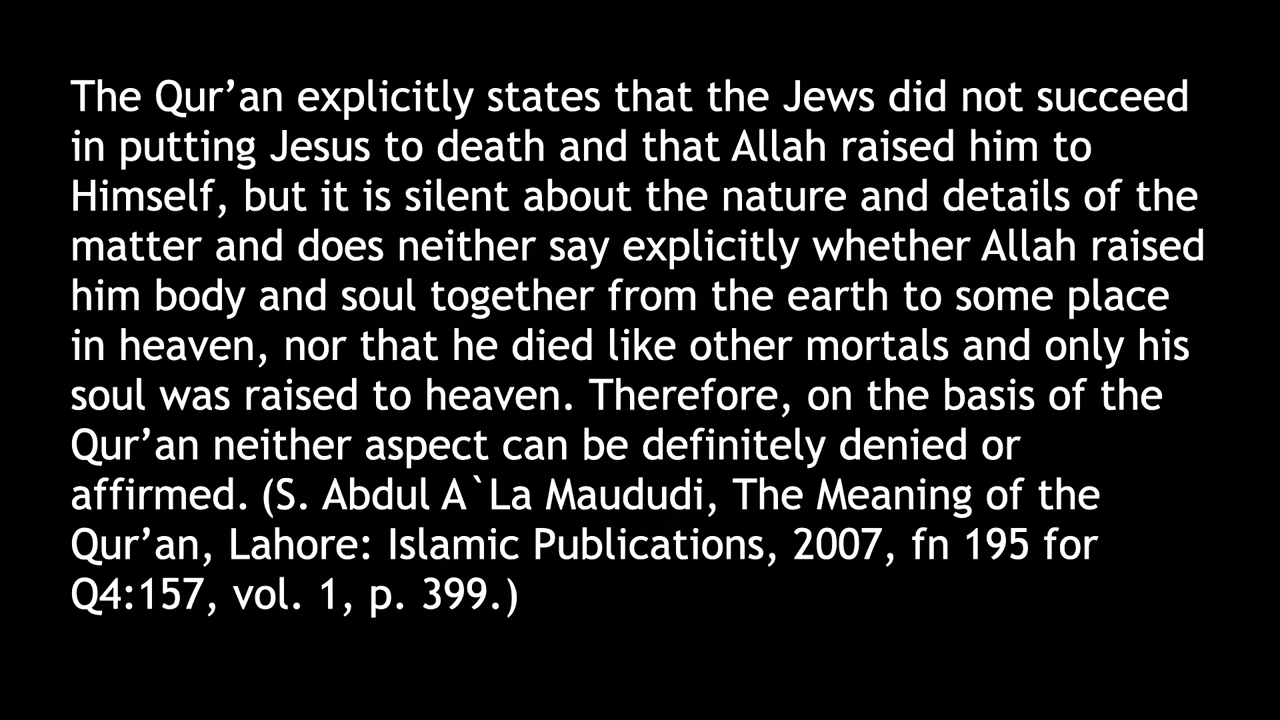 The Qur’an explicitly states that the Jews did not succeed
in putting Jesus to death and that Allah raised him to
Himself, but it is silent about the nature and details of the
matter and does neither say explicitly whether Allah raised
him body and soul together from the earth to some place
in heaven, nor that he died like other mortals and only his
soul was raised to heaven. Therefore, on the basis of the
Qur’an neither aspect can be definitely denied or
affirmed. (S. Abdul A`La Maududi, The Meaning of the
Qur’an, Lahore: Islamic Publications, 2007, fn 195 for
Q4:157, vol. 1, p. 399.)